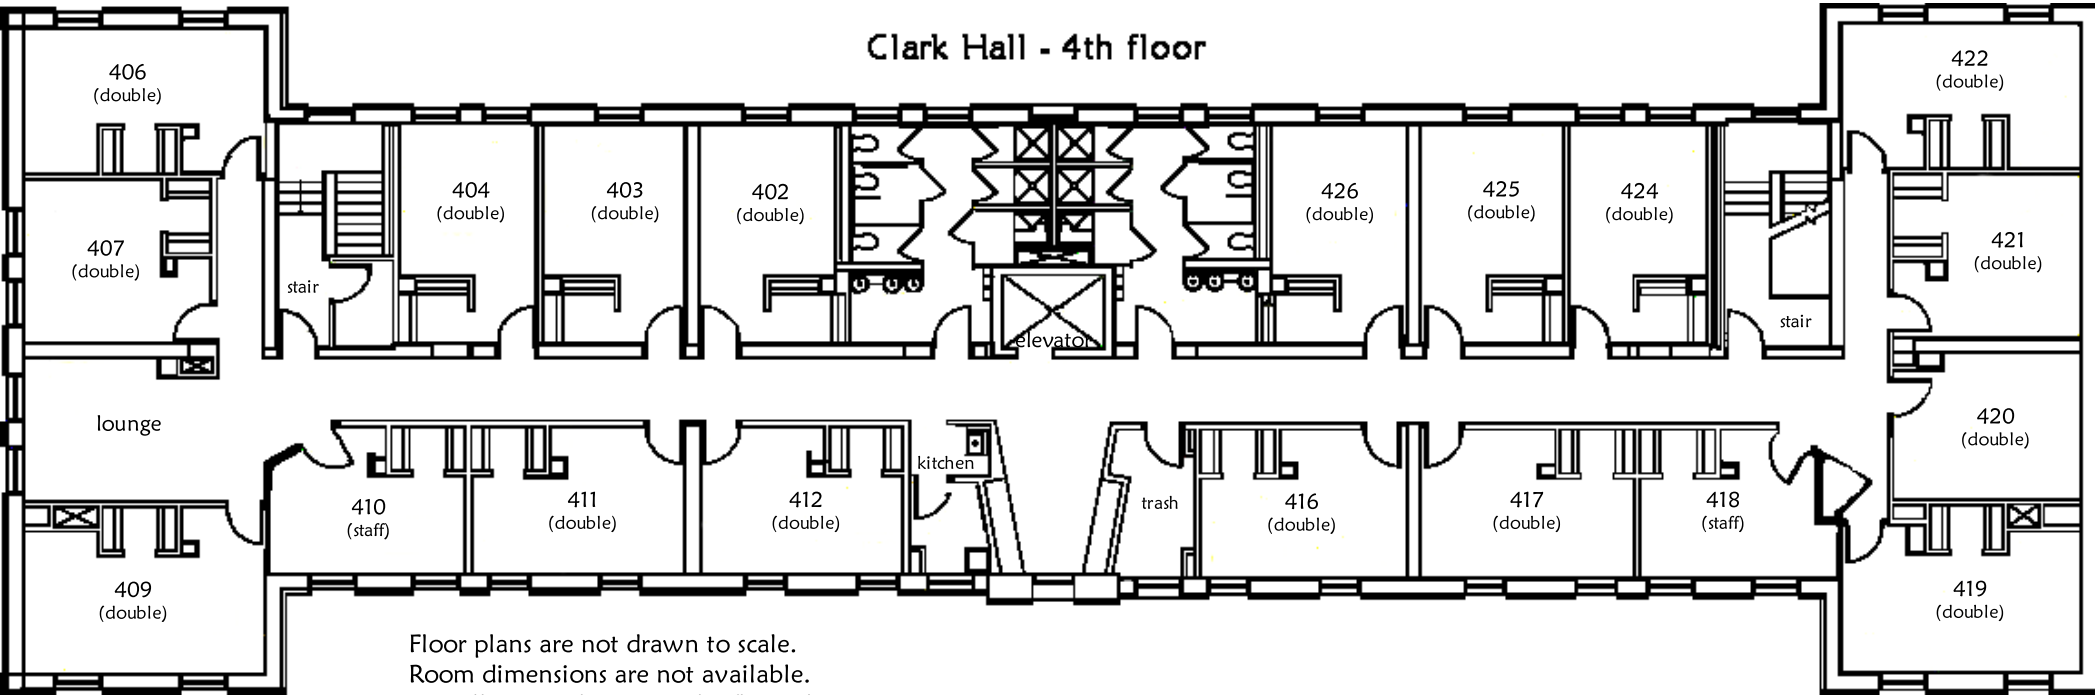 Clark Hall - 4th floor
406
(double)
422
(double)
404
(double)
403
(double)
402
(double)
426
(double)
425
(double)
424
(double)
407
(double)
421
(double)
stair
stair
elevator
lounge
420
(double)
kitchen
410
(staff)
411
(double)
412
(double)
trash
416
(double)
417
(double)
418
(staff)
409
(double)
419
(double)
Floor plans are not drawn to scale.
Room dimensions are not available.